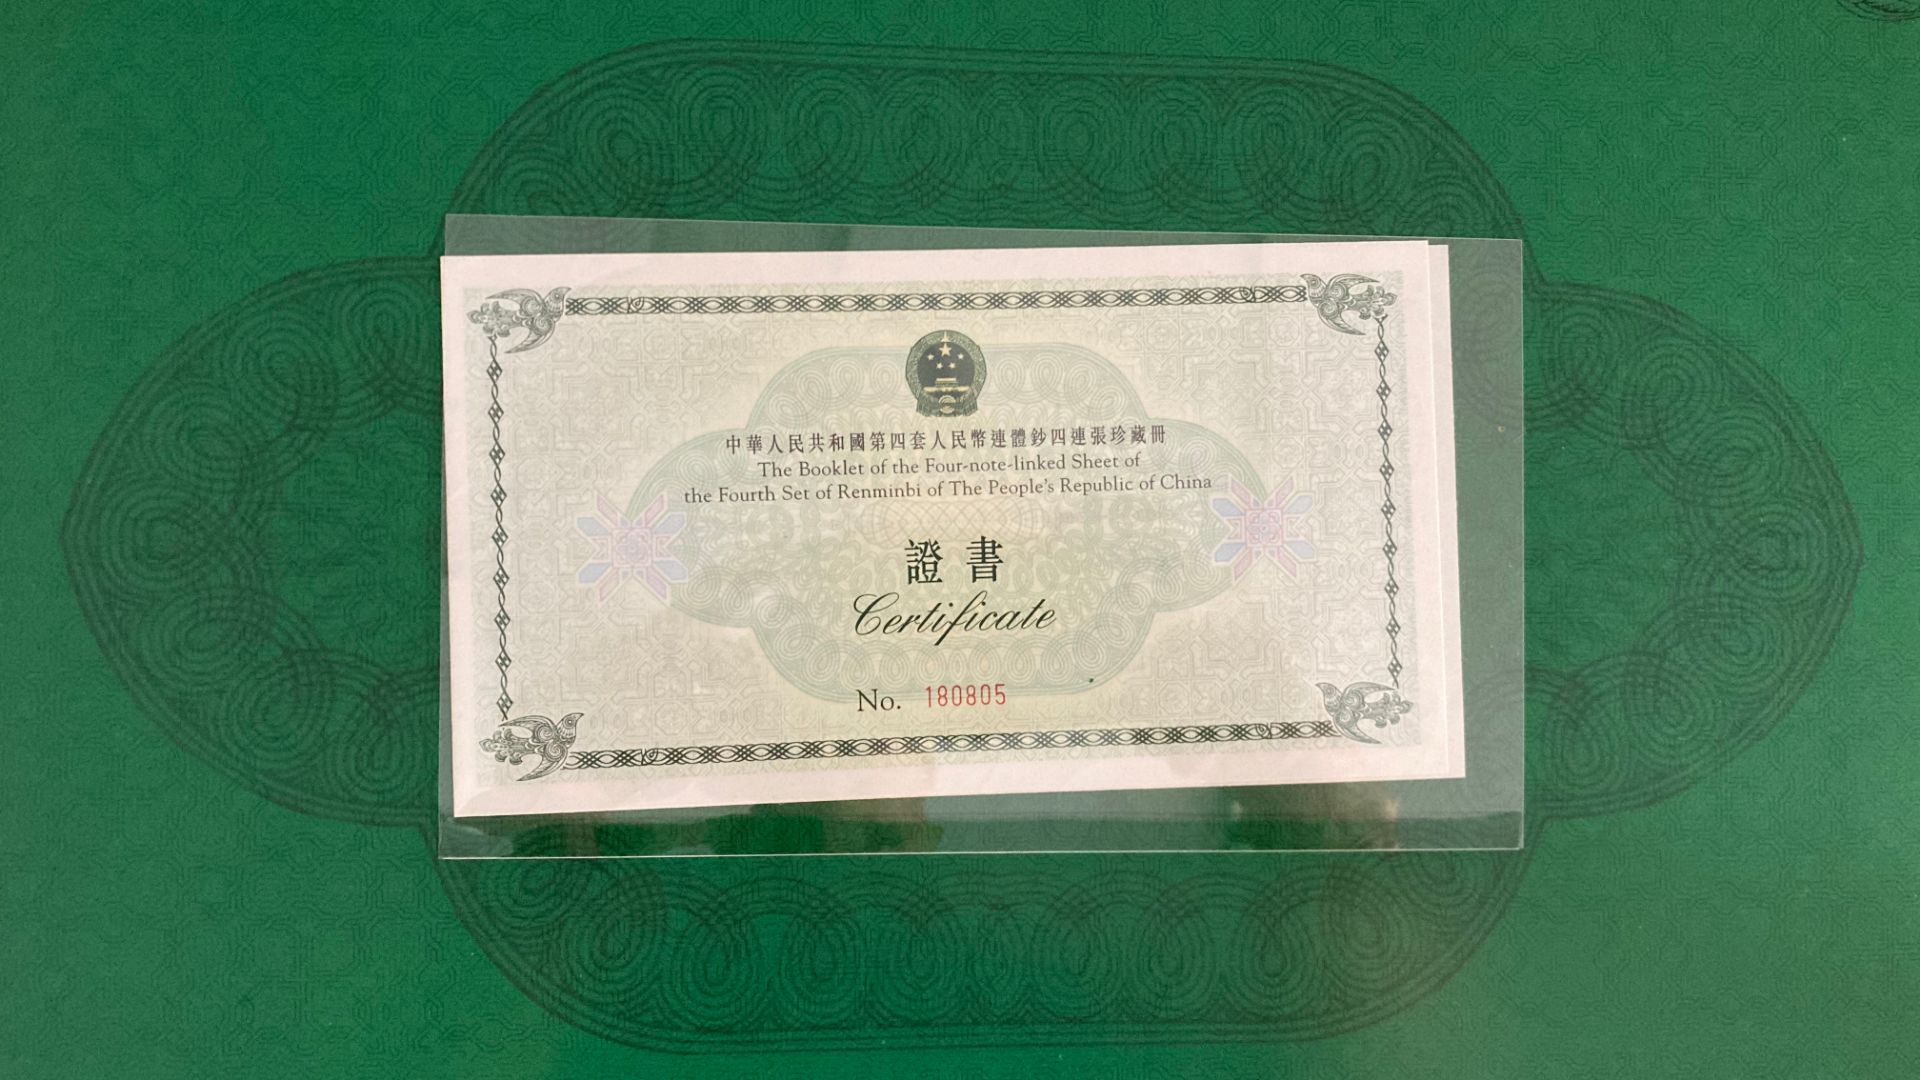 中華人民共和國第四套人民幣連體鈔四連張珍藏冊
The Booklet of the Four-note-linked Sheet of
the Fourth Set of Renminbi of The People's Republic of China
證書
Certificate
No. 180805